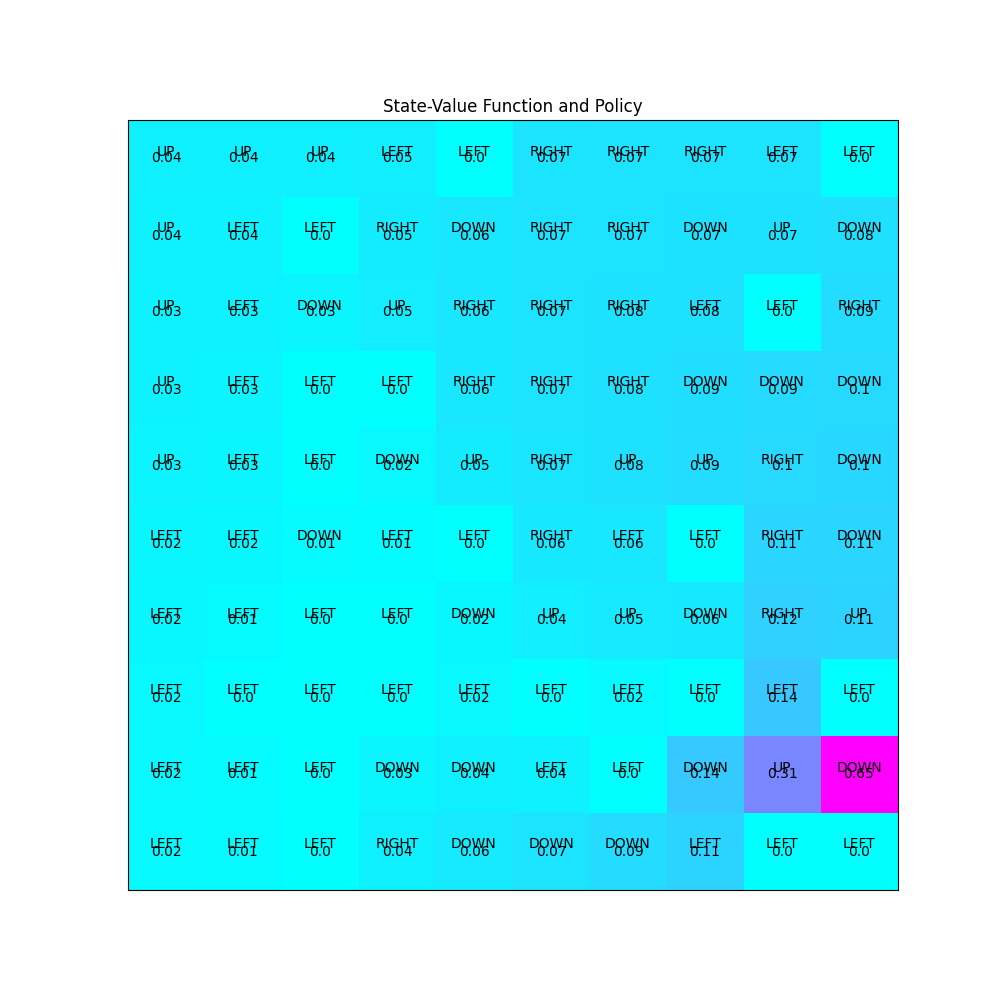 State-Value Function and Policy
UP UP UP LEFT LEFT RIGHT RIGHT RIGHT LEFT LEFT
0.04 0.04 0.04 0.05 0.0 0.07 0.07 0.07 0.07 0.0
UP LEFT LEFT RIGHT DOWN RIGHT RIGHT DOWN UP DOWN
0.04 0.04 0.0 0.05 0.06 0.07 0.07 0.07 0.07 0.08
UP LEFT DOWN UP RIGHT RIGHT RIGHT LEFT LEFT RIGHT
0.03 0.03 0.03 0.05 0.06 0.07 0.08 0.08 0.0 0.09
UP LEFT LEFT LEFT RIGHT RIGHT RIGHT DOWN DOWN DOWN
0.03 0.03 0.0 0.0 0.06 0.07 0.08 0.09 0.09 0.1
UP LEFT LEFT DOWN UP RIGHT UP UP RIGHT DOWN
0.03 0.03 0.0 0.02 0.05 0.07 0.08 0.09 0.1 0.1
LEFT LEFT DOWN LEFT LEFT RIGHT LEFT LEFT RIGHT DOWN
0.02 0.02 0.01 0.01 0.0 0.06 0.06 0.0 0.11 0.11
LEFT LEFT LEFT LEFT DOWN UP UP DOWN RIGHT UP
0.02 0.01 0.0 0.0 0.02 0.04 0.05 0.06 0.12 0.11
LEFT LEFT LEFT LEFT LEFT LEFT LEFT LEFT LEFT LEFT
0.02 0.0 0.0 0.0 0.02 0.0 0.02 0.0 0.14 0.0
LEFT LEFT LEFT DOWN DOWN LEFT LEFT DOWN UP DOWN
0.02 0.01 0.0 0.03 0.04 0.04 0.0 0.14 0.31 0.65
LEFT LEFT LEFT RIGHT DOWN DOWN DOWN LEFT LEFT LEFT
0.02 0.01 0.0 0.04 0.06 0.07 0.09 0.11 0.0 0.0